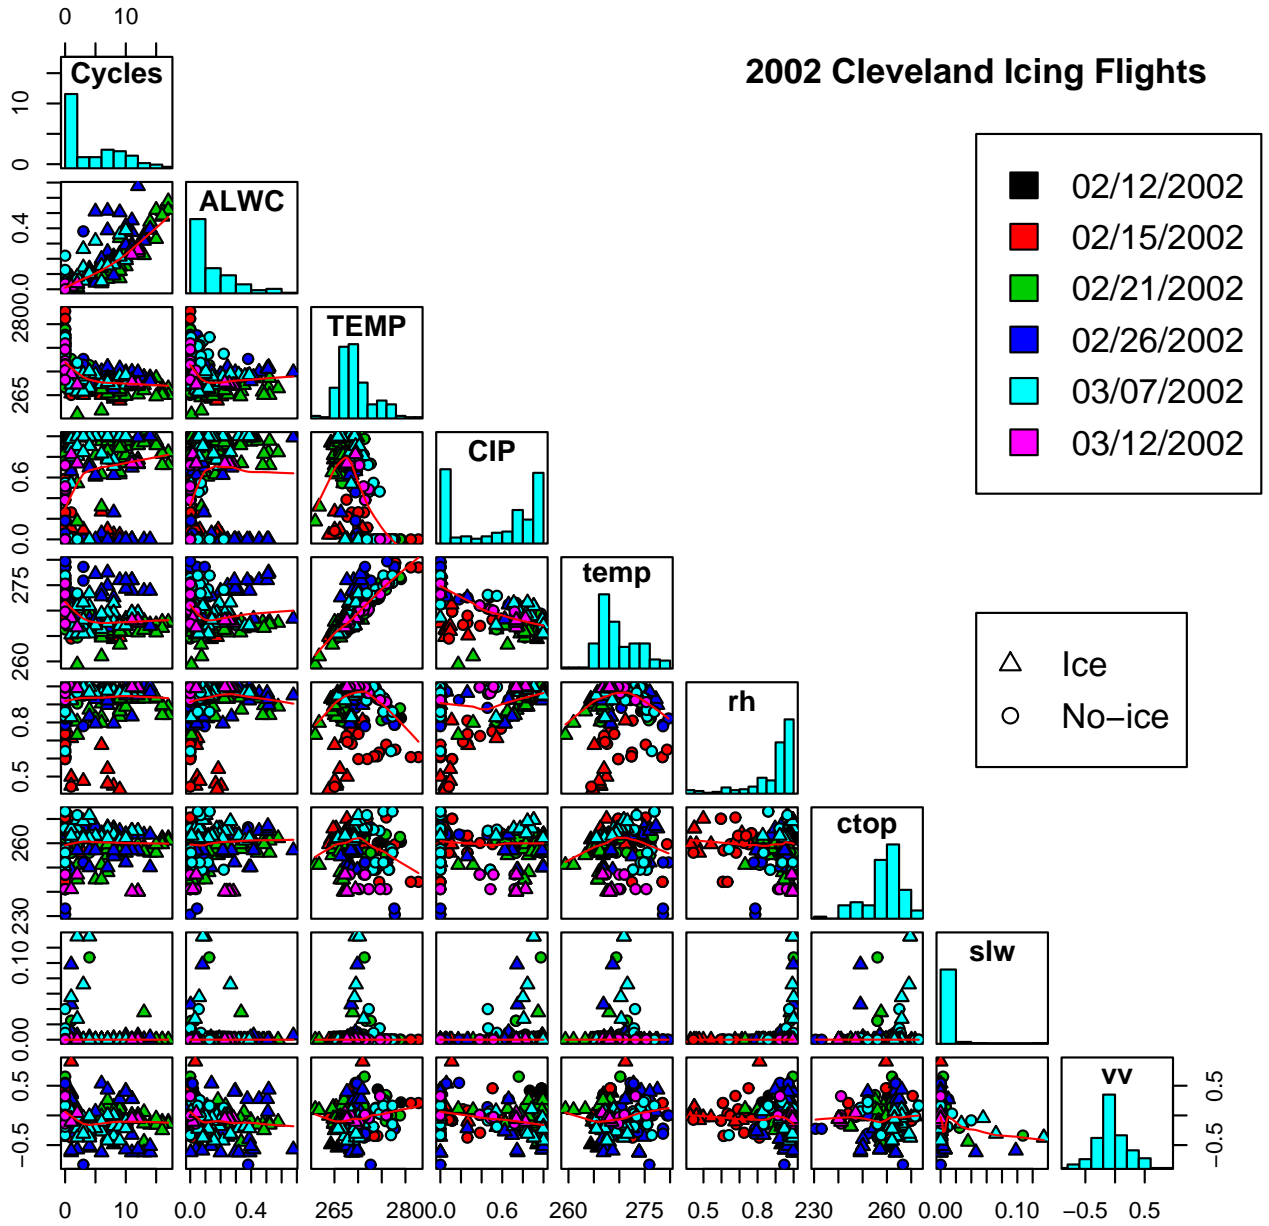 0 10
2002 Cleveland Icing Flights
Cycles
0 10
ALWC
0.0 0.4
TEMP
265 280
CIP
0.0 0.6
temp
260 275
rh
0.5 0.8
ctop
230 260
slw
0.00 0.10
vv
−0.5 0.5
−0.5 0.5
0 10 0.0 0.4 265 280 0.0 0.6 260 275 0.5 0.8 230 260 0.00 0.10 −0.5 0.5
02/12/2002
02/15/2002
02/21/2002
02/26/2002
03/07/2002
03/12/2002
Ice
No−ice